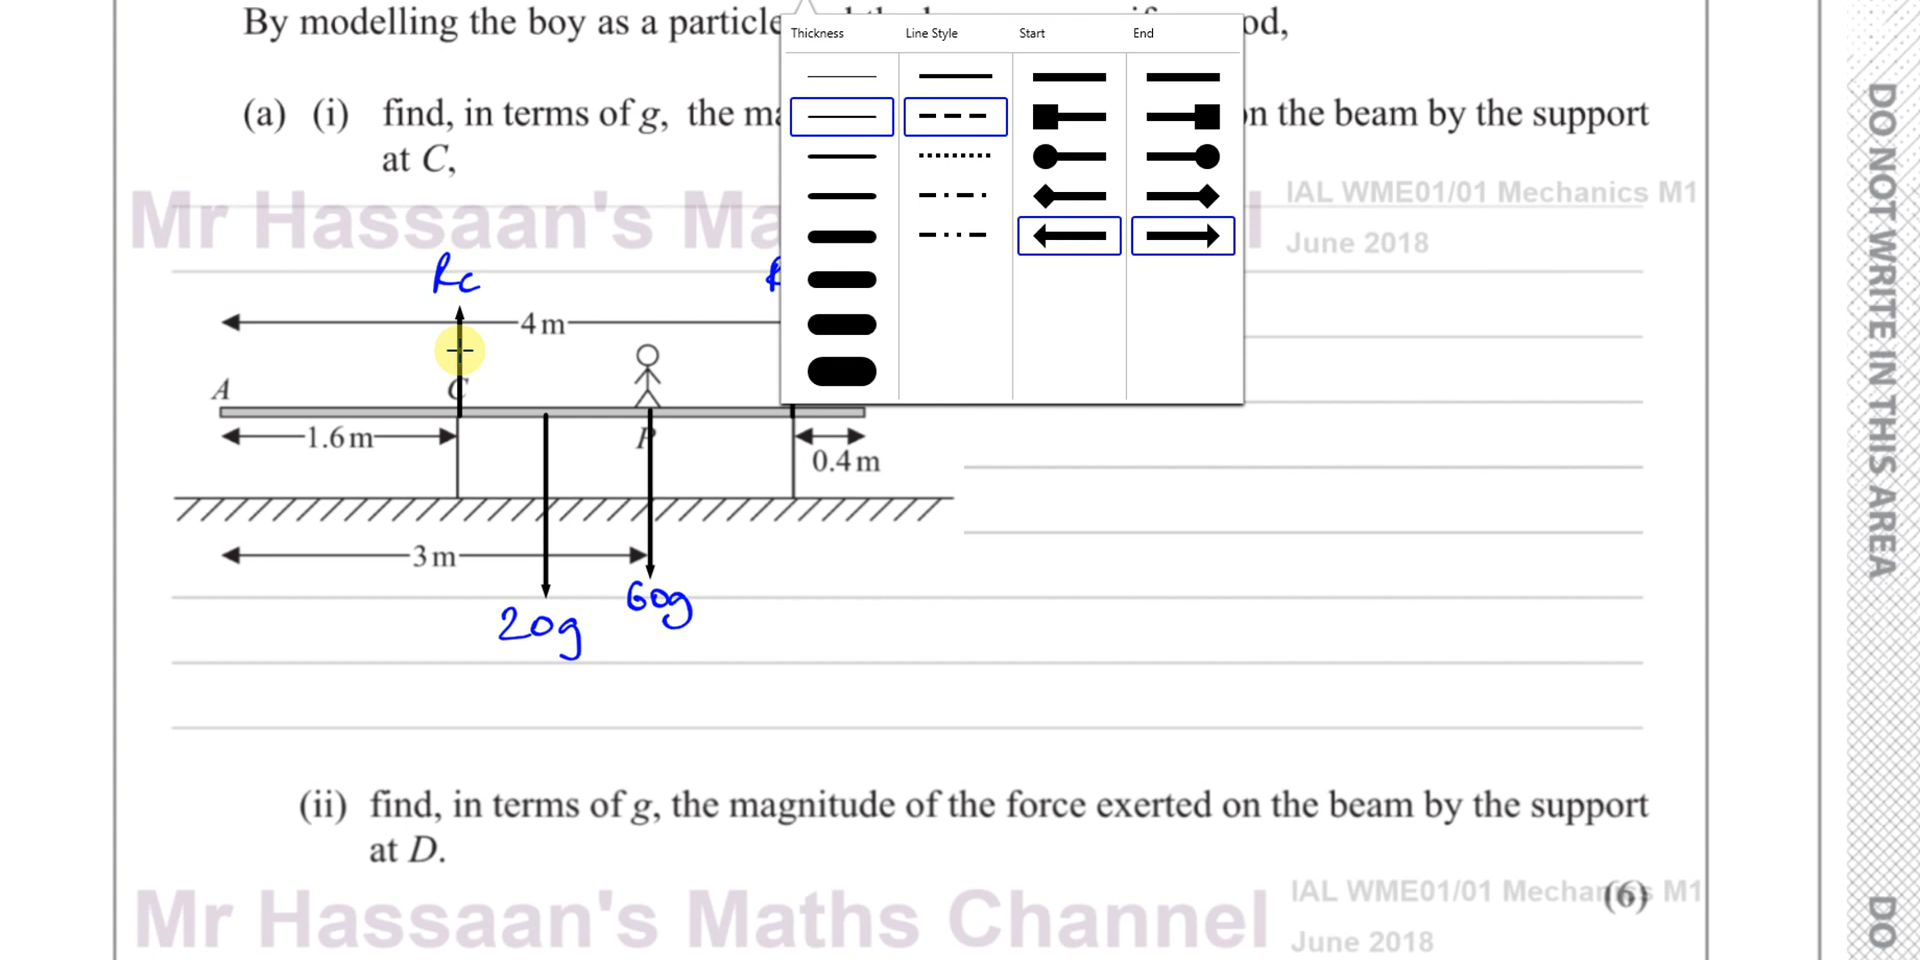 By modelling the boy as a particle
Thickness Line Style Start End
(a) (i) find, in terms of g, the on the beam by the support
at C,
Mr Hassaan's
IAL WME01/01 Mechanics M1
June 2018
Rc
4 m
A
C
1.6 m
P
0.4 m
3 m
60g
20g
(ii) find, in terms of g, the magnitude of the force exerted on the beam by the support
at D.
(6)
Mr Hassaan's Maths Channel
IAL WME01/01 Mechanics M1
June 2018
DO NOT WRITE IN THIS AREA
DO